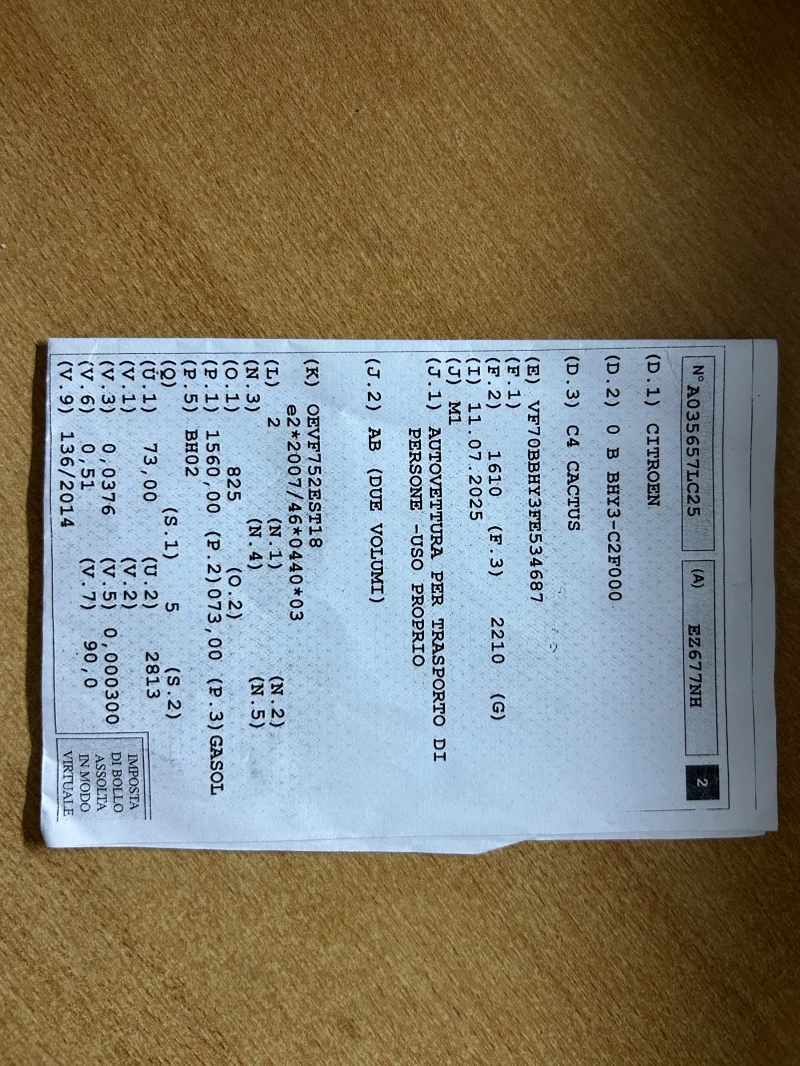 N° A035657LC25 (A) EZ677NH 2
(D.1) CITROEN
(D.2) 0 B BHY3-C2F000
(D.3) C4 CACTUS
(E) VF70BBHY3FE534687
(F.1)
(F.2) 1610 (F.3) 2210 (G)
(I) 11.07.2025
(J) M1
(J.1) AUTOVETTURA PER TRASPORTO DI
PERSONE -USO PROPRIO
(J.2) AB (DUE VOLUMI)
(K) OEVF752EST18
e2*2007/46*0440*03
(L) 2 (N.1) (N.2)
(N.3) (N.4) (N.5)
(O.1) 825 (O.2)
(P.1) 1560,00 (P.2)073,00 (P.3)GASOL
(P.5) BH02
(Q) (S.1) 5 (S.2)
(U.1) 73,00 (U.2) 2813
(V.1) (V.2)
(V.3) 0,0376 (V.5) 0,000300
(V.6) 0,51 (V.7) 90,0
(V.9) 136/2014
IMPOSTA
DI BOLLO
ASSOLTA
IN MODO
VIRTUALE